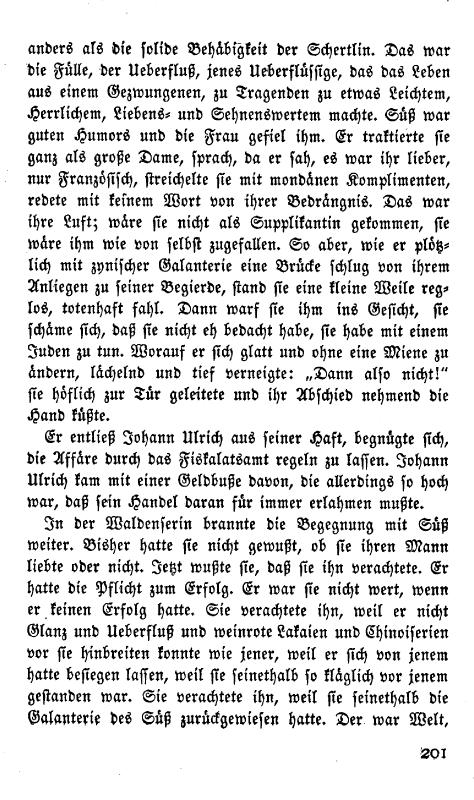 anders als die solide Behäbigkeit der Schertlin. Das war
die Fülle, der Ueberfluß, jenes Ueberflüssige, das das Leben
aus einem Gezwungenen, zu Tragenden zu etwas Leichtem,
Herrlichem, Liebens- und Sehnenswertem machte. Süß war
guten Humors und die Frau gefiel ihm. Er traktierte sie
ganz als große Dame, sprach, da er sah, es war ihr lieber,
nur Französisch, streichelte sie mit mondänen Komplimenten,
redete mit keinem Wort von ihrer Bedrängnis. Das war
ihre Luft; wäre sie nicht als Supplikantin gekommen, sie
wäre ihm wie von selbst zugefallen. So aber, wie er plötz-
lich mit zynischer Galanterie eine Brücke schlug von ihrem
Anliegen zu seiner Begierde, stand sie eine kleine Weile reg-
los, totenhaft fahl. Dann warf sie ihm ins Gesicht, sie
schäme sich, daß sie nicht eh bedacht habe, sie habe mit einem
Juden zu tun. Worauf er sich glatt und ohne eine Miene zu
ändern, lächelnd und tief verneigte: „Dann also nicht!"
sie höflich zur Tür geleitete und ihr Abschied nehmend die
Hand küßte.
Er entließ Johann Ulrich aus seiner Haft, begnügte sich,
die Affäre durch das Fiskalatsamt regeln zu lassen. Johann
Ulrich kam mit einer Geldbuße davon, die allerdings so hoch
war, daß sein Handel daran für immer erlahmen mußte.
In der Waldenserin brannte die Begegnung mit Süß
weiter. Bisher hatte sie nicht gewußt, ob sie ihren Mann
liebte oder nicht. Jetzt wußte sie, daß sie ihn verachtete. Er
hatte die Pflicht zum Erfolg. Er war sie nicht wert, wenn
er keinen Erfolg hatte. Sie verachtete ihn, weil er nicht
Glanz und Ueberfluß und weinrote Lakaien und Chinoiserien
vor sie hinbreiten konnte wie jener, weil er sich von jenem
hatte besiegen lassen, weil sie seinethalb so kläglich vor jenem
gestanden war. Sie verachtete ihn, weil sie seinethalb die
Galanterie des Süß zurückgewiesen hatte. Der war Welt,
201